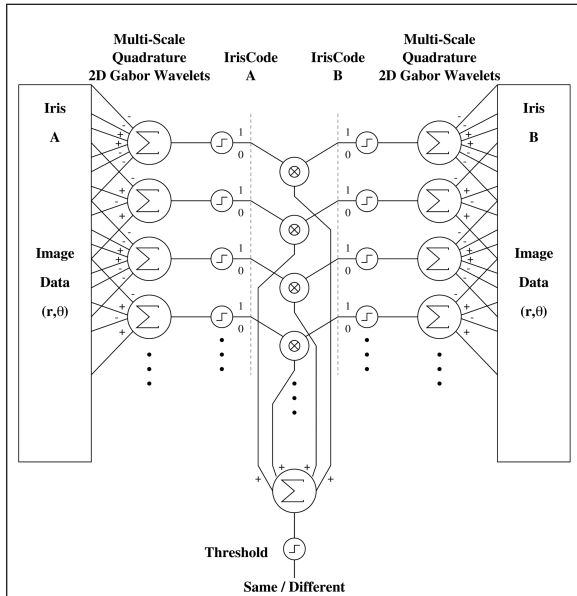 Multi-Scale
Quadrature
2D Gabor Wavelets
IrisCode
A
IrisCode
B
Multi-Scale
Quadrature
2D Gabor Wavelets
Iris
A
Image
Data
(r,θ)
Iris
B
Image
Data
(r,θ)
Σ
Σ
Σ
Σ
1
0
1
0
1
0
1
0
1
0
1
0
1
0
1
0
Σ
Σ
Σ
Σ
+ + + +
Σ
Threshold
Same / Different